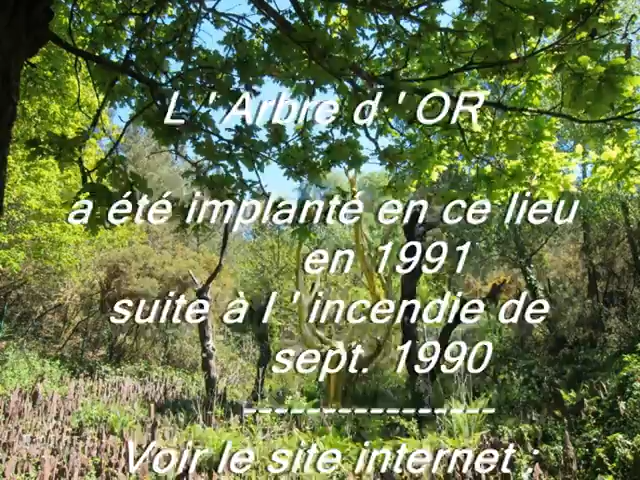 L ' Arbre d ' OR
a été implanté en ce lieu
en 1991
suite à l ' incendie de
sept. 1990
----------------
Voir le site internet ;